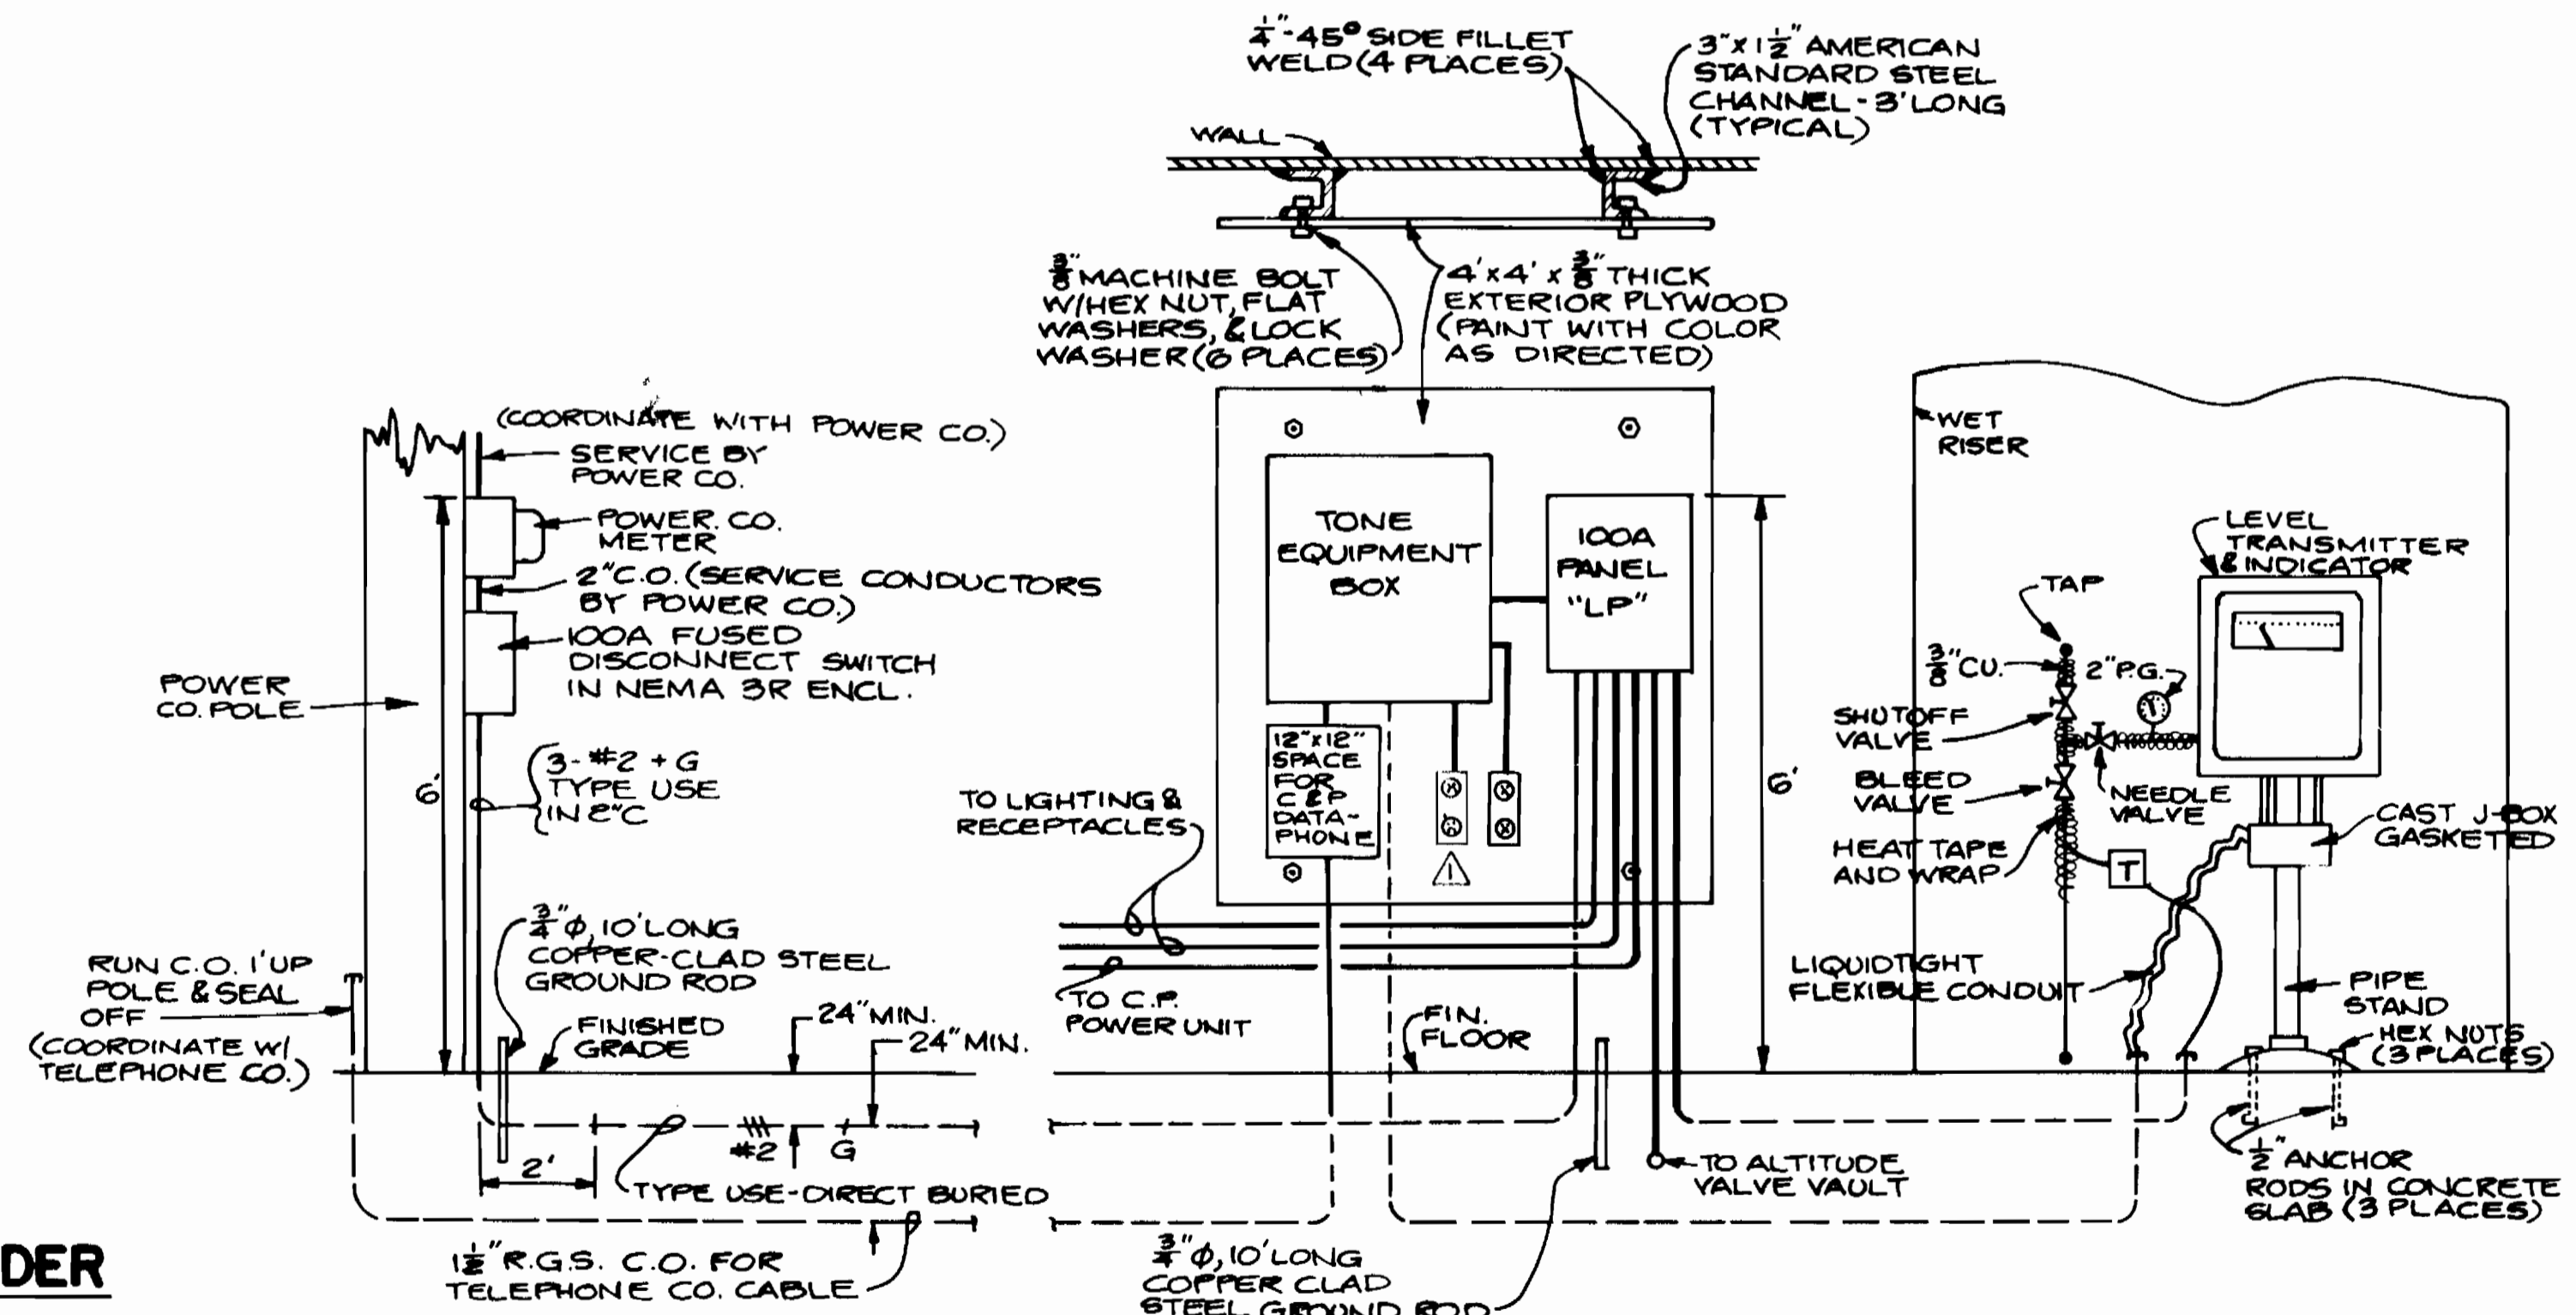 1/4"-45° SIDE FILLET
WELD (4 PLACES)
3"x1 1/2" AMERICAN
STANDARD STEEL
CHANNEL - 3' LONG
(TYPICAL)
WALL
3/8" MACHINE BOLT
W/HEX NUT, FLAT
WASHERS, & LOCK
WASHER (6 PLACES)
4'x4' x 3/8" THICK
EXTERIOR PLYWOOD
(PAINT WITH COLOR
AS DIRECTED)
(COORDINATE WITH POWER CO.)
SERVICE BY
POWER CO.
POWER. CO.
METER
2"C.O. (SERVICE CONDUCTORS
BY POWER CO.)
100A FUSED
DISCONNECT SWITCH
IN NEMA 3R ENCL.
POWER
CO. POLE
6'
3-#2 + G
TYPE USE
IN 2"C
3/4"φ, 10' LONG
COPPER-CLAD STEEL
GROUND ROD
RUN C.O. 1' UP
POLE & SEAL
OFF
(COORDINATE W/
TELEPHONE CO.)
FINISHED
GRADE
24" MIN.
24" MIN.
#2
G
2'
TYPE USE-DIRECT BURIED
1 1/2" R.G.S. C.O. FOR
TELEPHONE CO. CABLE
DER
TONE
EQUIPMENT
BOX
100A
PANEL
"LP"
12"x12"
SPACE
FOR
C & P
DATA-
PHONE
1
6'
TO LIGHTING &
RECEPTACLES
TO C.P.
POWER UNIT
FIN.
FLOOR
TO ALTITUDE
VALVE VAULT
3/4"φ, 10' LONG
COPPER CLAD
STEEL GROUND ROD
WET
RISER
LEVEL
TRANSMITTER
& INDICATOR
TAP
3/8" CU.
2" P.G.
SHUTOFF
VALVE
BLEED
VALVE
NEEDLE
VALVE
HEAT TAPE
AND WRAP
T
CAST J-BOX
GASKETED
LIQUIDTIGHT
FLEXIBLE CONDUIT
PIPE
STAND
HEX NUTS
(3 PLACES)
1/2" ANCHOR
RODS IN CONCRETE
SLAB (3 PLACES)